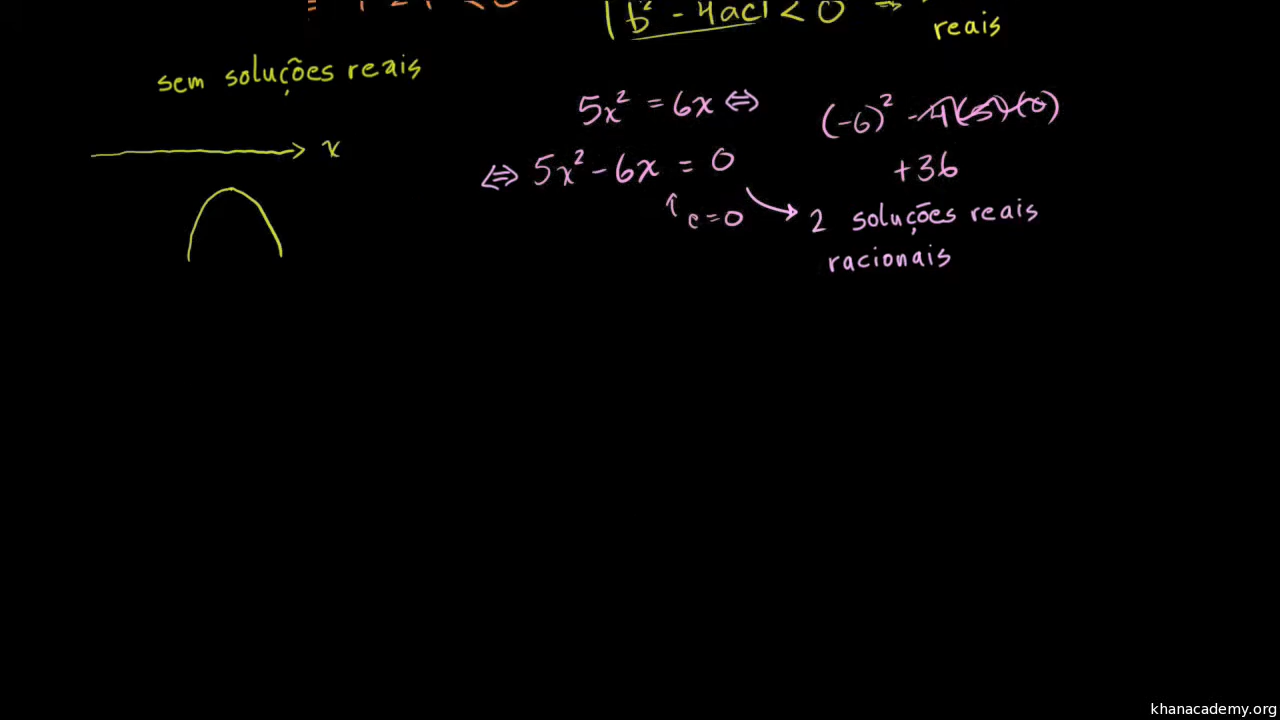 b² - 4ac < 0 ⇒
reais
sem soluções reais
x
5x² = 6x ⇔
⇔ 5x² - 6x = 0
c = 0
(-6)² - 4(5)(0)
+36
2 soluções reais
racionais
khanacademy.org